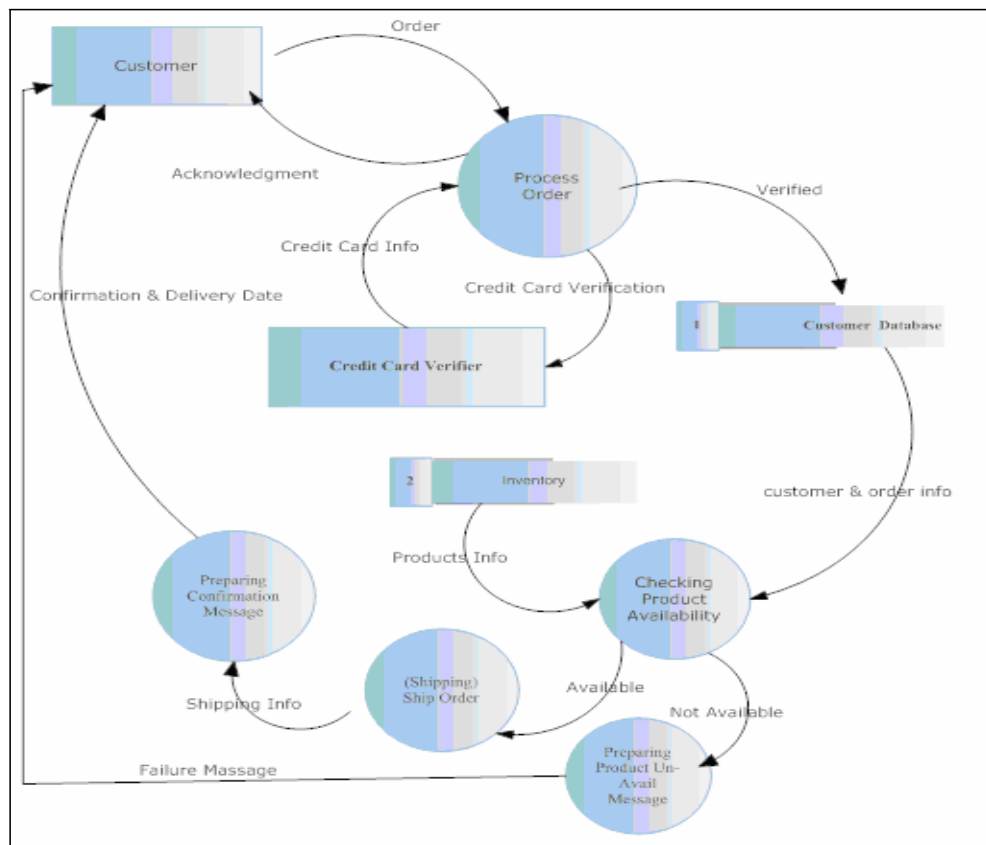 Order
Customer
Acknowledgment
Process
Order
Verified
Credit Card Info
Credit Card Verification
Confirmation & Delivery Date
1 Customer Database
Credit Card Verifier
2 Inventory
customer & order info
Products Info
Checking
Product
Availability
Preparing
Confirmation
Message
(Shipping)
Ship Order
Available
Shipping Info
Not Available
Preparing
Product Un-
Avail
Message
Failure Massage